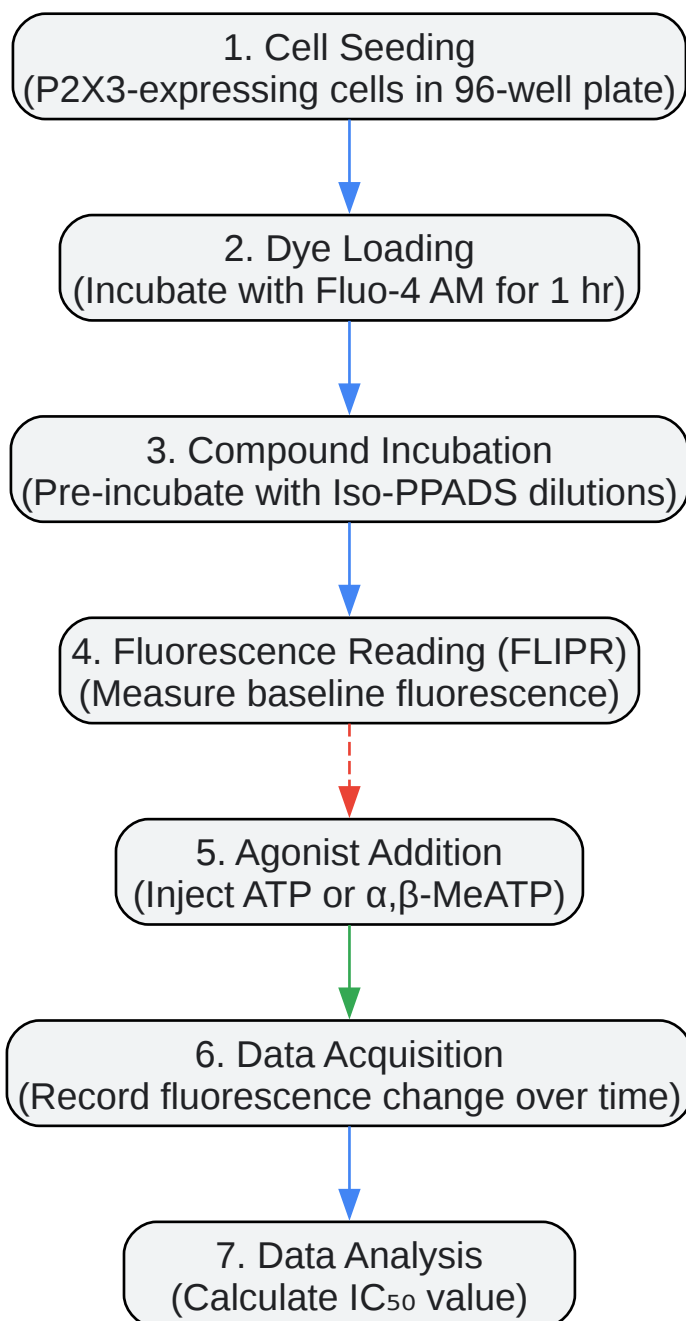 1. Cell Seeding
(P2X3-expressing cells in 96-well plate)
2. Dye Loading
(Incubate with Fluo-4 AM for 1 hr)
3. Compound Incubation
(Pre-incubate with Iso-PPADS dilutions)
4. Fluorescence Reading (FLIPR)
(Measure baseline fluorescence)
5. Agonist Addition
(Inject ATP or α,β-MeATP)
6. Data Acquisition
(Record fluorescence change over time)
7. Data Analysis
(Calculate IC₅₀ value)